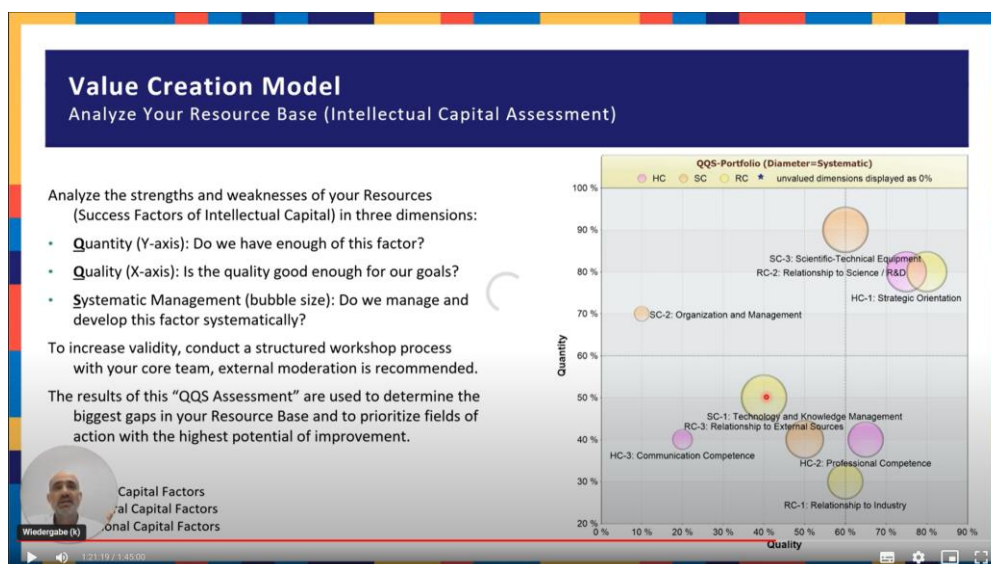 Value Creation Model
Analyze Your Resource Base (Intellectual Capital Assessment)
Analyze the strengths and weaknesses of your Resources
(Success Factors of Intellectual Capital) in three dimensions:
• Quantity (Y-axis): Do we have enough of this factor?
• Quality (X-axis): Is the quality good enough for our goals?
• Systematic Management (bubble size): Do we manage and
develop this factor systematically?
To increase validity, conduct a structured workshop process
with your core team, external moderation is recommended.
The results of this “QQS Assessment” are used to determine the
biggest gaps in your Resource Base and to prioritize fields of
action with the highest potential of improvement.
Capital Factors
ral Capital Factors
onal Capital Factors
Wiedergabe (k)
1:21:19 / 1:45:00
QQS-Portfolio (Diameter=Systematic)
HC SC RC * unvalued dimensions displayed as 0%
100 %
90 %
80 %
70 %
60 %
50 %
40 %
30 %
20 %
Quantity
SC-3: Scientific-Technical Equipment
RC-2: Relationship to Science / R&D
HC-1: Strategic Orientation
SC-2: Organization and Management
SC-1: Technology and Knowledge Management
RC-3: Relationship to External Sources
HC-3: Communication Competence
HC-2: Professional Competence
RC-1: Relationship to Industry
0 % 10 % 20 % 30 % 40 % 50 % 60 % 70 % 80 % 90 %
Quality